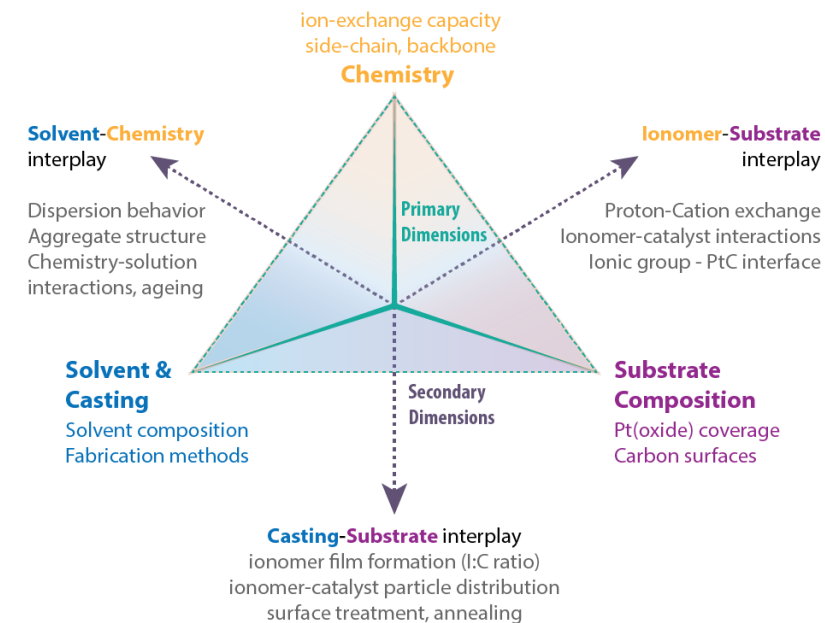 ion-exchange capacity
side-chain, backbone
Chemistry
Solvent-Chemistry
interplay
Dispersion behavior
Aggregate structure
Chemistry-solution
interactions, ageing
Ionomer-Substrate
interplay
Proton-Cation exchange
Ionomer-catalyst interactions
Ionic group - PtC interface
Primary
Dimensions
Solvent &
Casting
Solvent composition
Fabrication methods
Secondary
Dimensions
Substrate
Composition
Pt(oxide) coverage
Carbon surfaces
Casting-Substrate interplay
ionomer film formation (I:C ratio)
ionomer-catalyst particle distribution
surface treatment, annealing